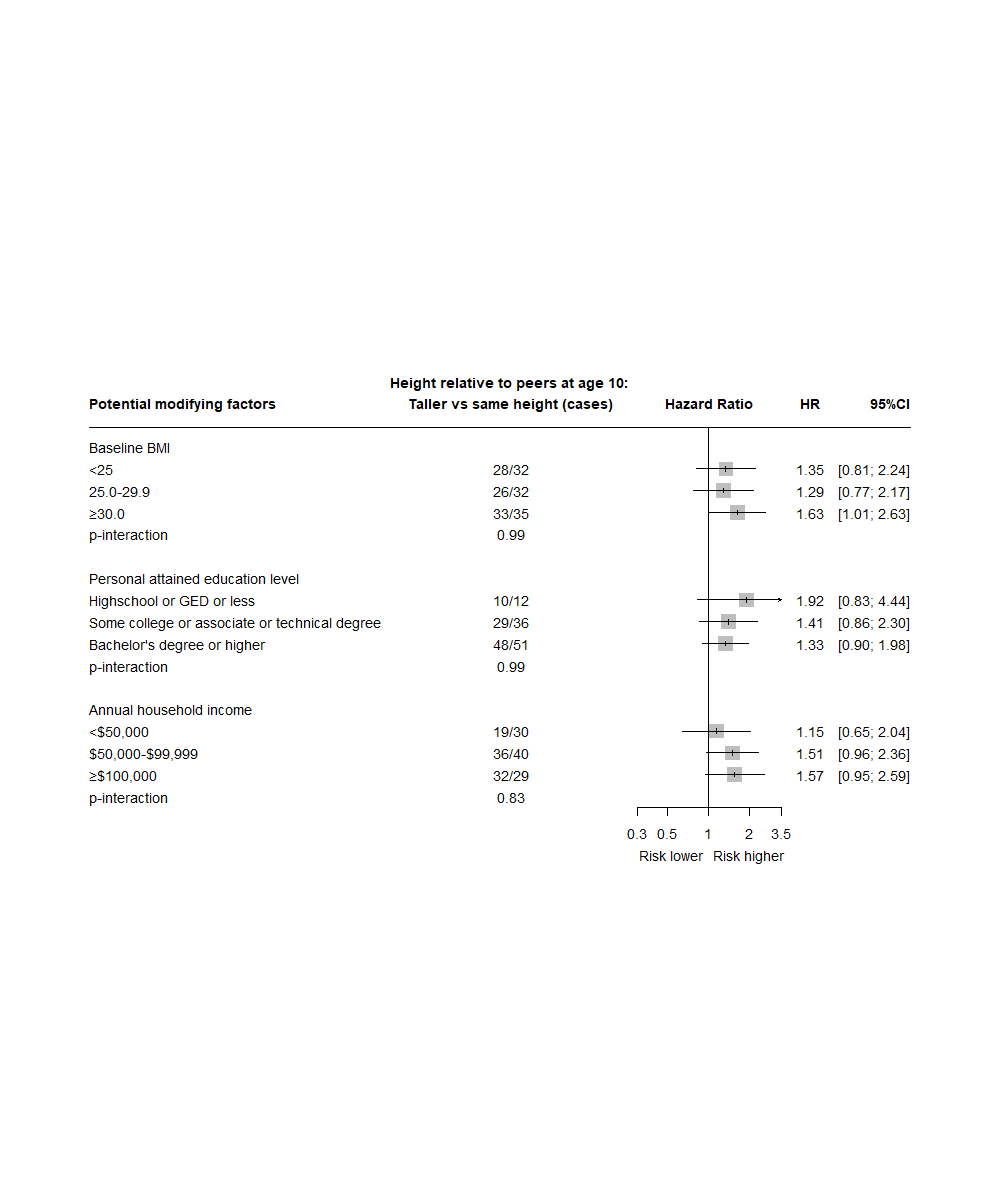 Height relative to peers at age 10:
Potential modifying factors Taller vs same height (cases) Hazard Ratio HR 95%CI
Baseline BMI
<25 28/32 1.35 [0.81; 2.24]
25.0-29.9 26/32 1.29 [0.77; 2.17]
≥30.0 33/35 1.63 [1.01; 2.63]
p-interaction 0.99
Personal attained education level
Highschool or GED or less 10/12 1.92 [0.83; 4.44]
Some college or associate or technical degree 29/36 1.41 [0.86; 2.30]
Bachelor's degree or higher 48/51 1.33 [0.90; 1.98]
p-interaction 0.99
Annual household income
<$50,000 19/30 1.15 [0.65; 2.04]
$50,000-$99,999 36/40 1.51 [0.96; 2.36]
≥$100,000 32/29 1.57 [0.95; 2.59]
p-interaction 0.83
0.3 0.5 1 2 3.5
Risk lower Risk higher